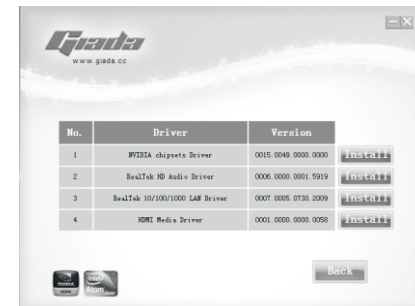 Giada
www.giada.cc
No. Driver Version
1 NVIDIA chipsets Driver 0015.0049.0000.0000 Install
2 RealTek HD Audio Driver 0006.0000.0001.5919 Install
3 RealTek 10/100/1000 LAN Driver 0007.0005.0730.2009 Install
4 HDMI Media Driver 0001.0000.0000.0058 Install
Back
NVIDIA
Atom